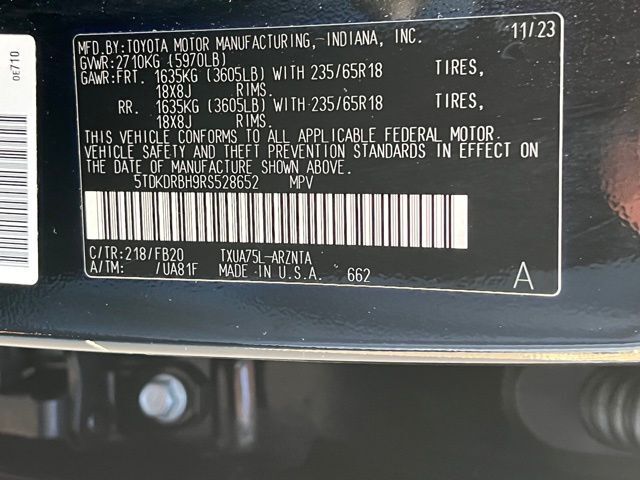 MFD.BY:TOYOTA MOTOR MANUFACTURING, INDIANA, INC. 11/23
GVWR:2710KG (5970LB)
GAWR:FRT. 1635KG (3605LB) WITH 235/65R18 TIRES,
18X8J RIMS.
RR. 1635KG (3605LB) WITH 235/65R18 TIRES,
18X8J RIMS.
THIS VEHICLE CONFORMS TO ALL APPLICABLE FEDERAL MOTOR
VEHICLE SAFETY AND THEFT PREVENTION STANDARDS IN EFFECT ON
THE DATE OF MANUFACTURE SHOWN ABOVE.
5TDKDRBH9RS528652 MPV
C/TR:218/FB20 TXUA75L-ARZNTA
A/TM: /UA81F MADE IN U.S.A. 662 A
0E710